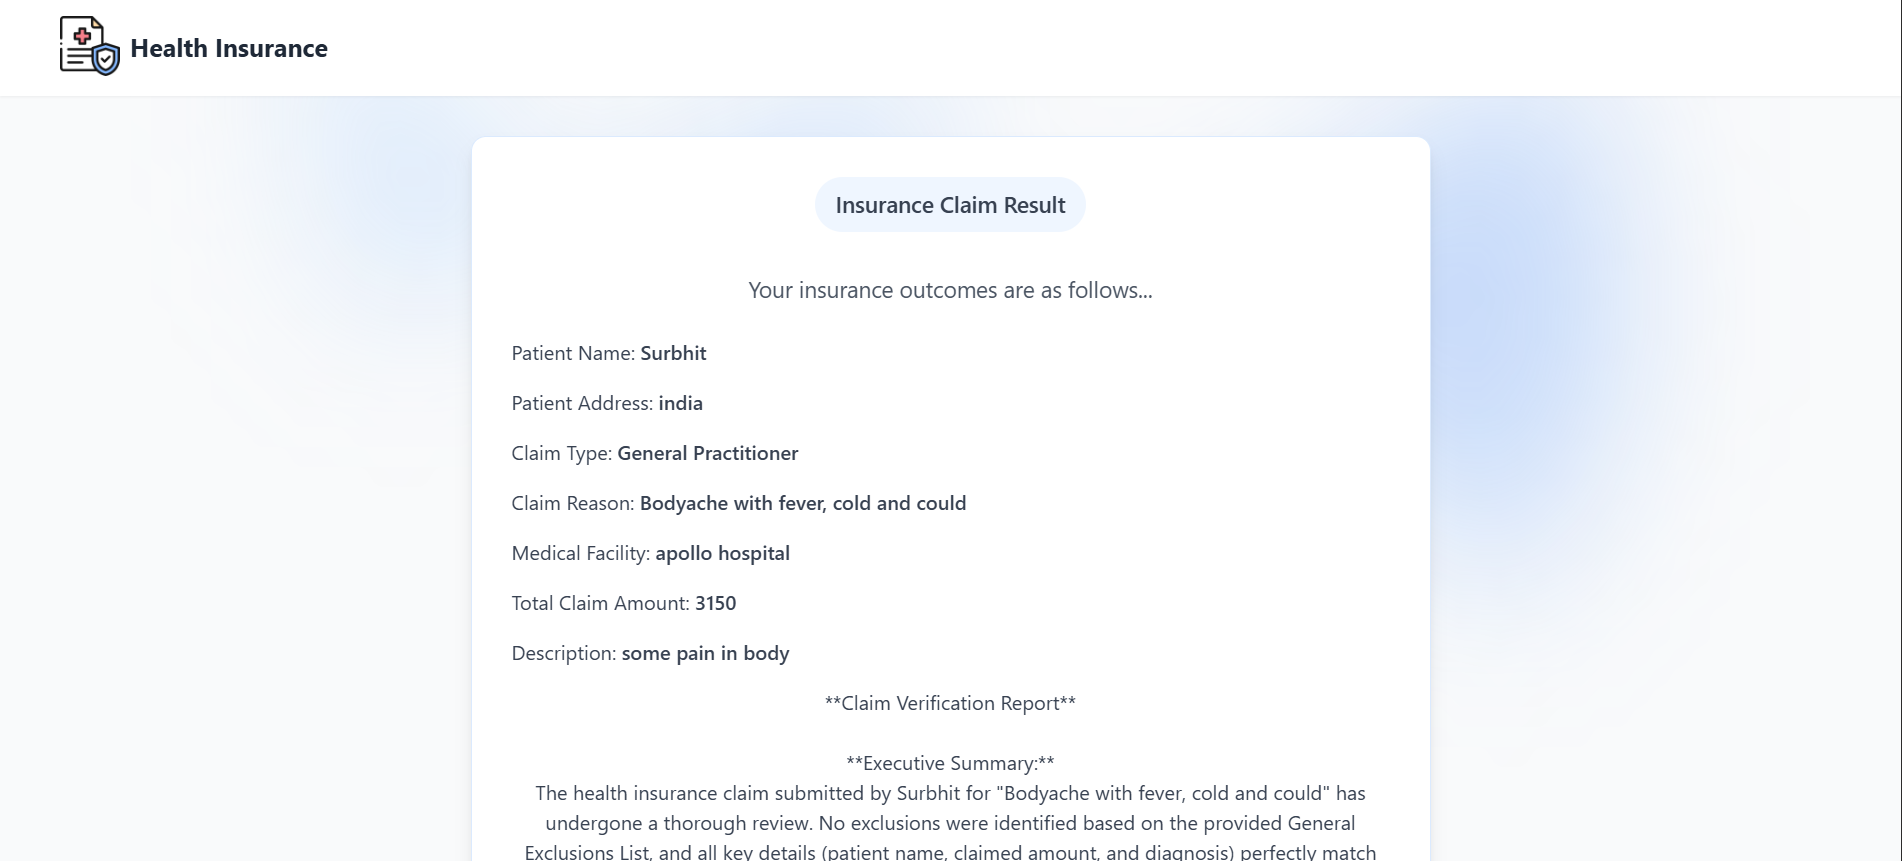 Health Insurance
Insurance Claim Result
Your insurance outcomes are as follows...
Patient Name: Surbhit
Patient Address: india
Claim Type: General Practitioner
Claim Reason: Bodyache with fever, cold and could
Medical Facility: apollo hospital
Total Claim Amount: 3150
Description: some pain in body
**Claim Verification Report**
**Executive Summary:**
The health insurance claim submitted by Surbhit for "Bodyache with fever, cold and could" has
undergone a thorough review. No exclusions were identified based on the provided General
Exclusions List, and all key details (patient name, claimed amount, and diagnosis) perfectly match